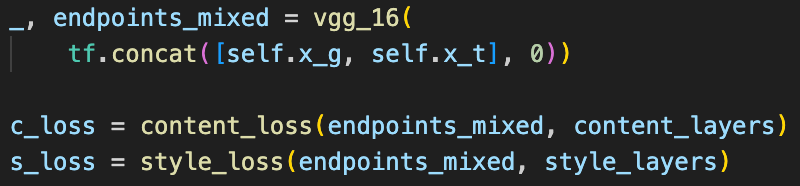 _, endpoints_mixed = vgg_16(
    tf.concat([self.x_g, self.x_t], 0))
c_loss = content_loss(endpoints_mixed, content_layers)
s_loss = style_loss(endpoints_mixed, style_layers)